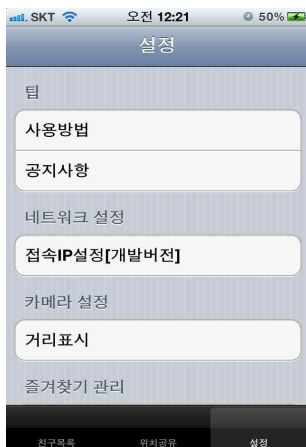 SKT 오전 12:21 50%
설정
팁
사용방법
공지사항
네트워크 설정
접속IP설정[개발버전]
카메라 설정
거리표시
즐겨찾기 관리
친구목록 위치공유 설정